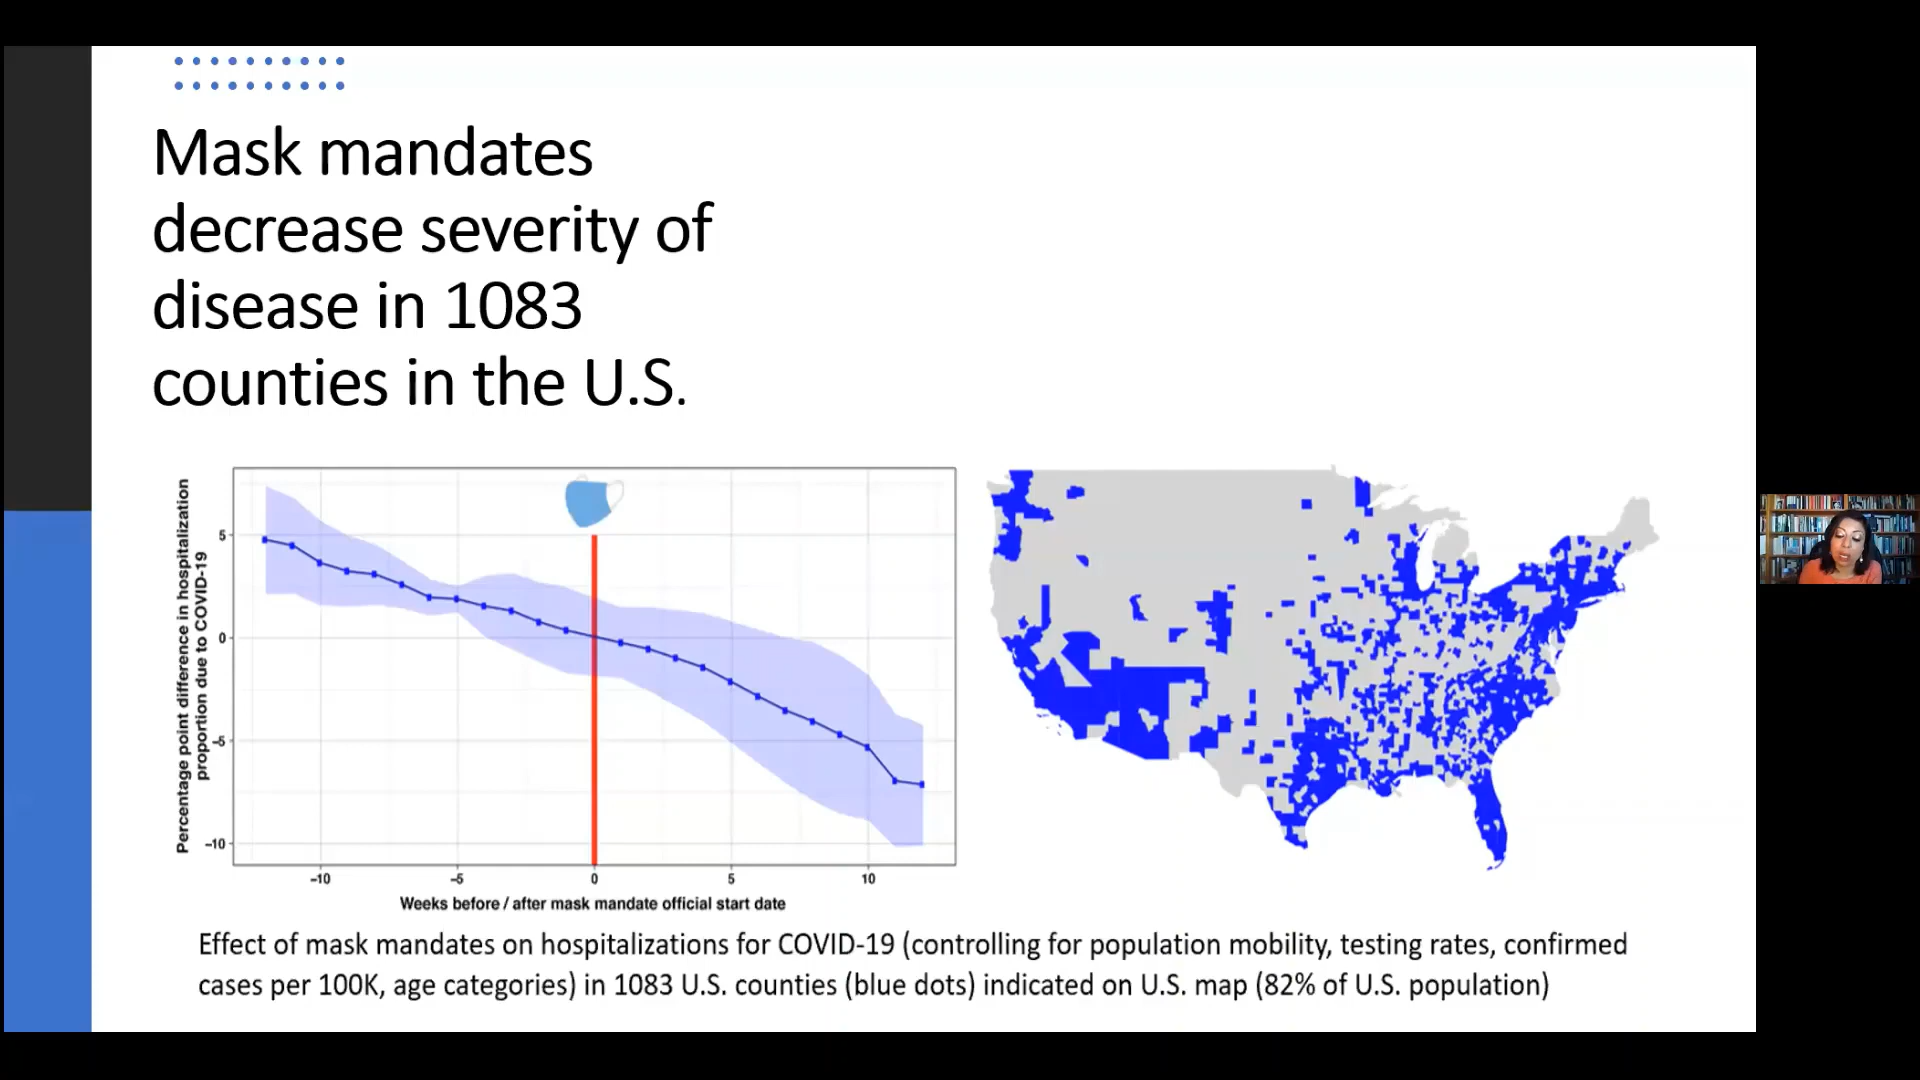 Mask mandates
decrease severity of
disease in 1083
counties in the U.S.
Percentage point difference in hospitalization
proportion due to COVID-19
5
0
−5
−10
−10
−5
0
5
10
Weeks before / after mask mandate official start date
Effect of mask mandates on hospitalizations for COVID-19 (controlling for population mobility, testing rates, confirmed
cases per 100K, age categories) in 1083 U.S. counties (blue dots) indicated on U.S. map (82% of U.S. population)